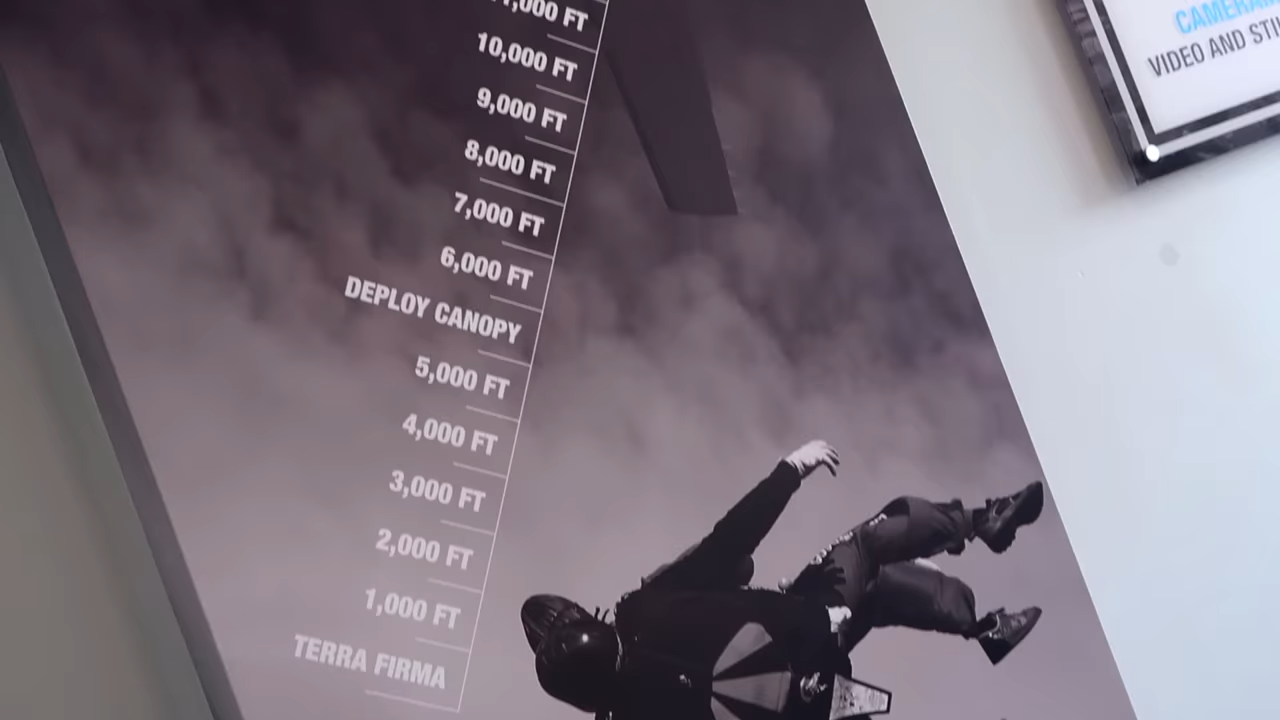 10,000 FT
9,000 FT
8,000 FT
7,000 FT
6,000 FT
DEPLOY CANOPY
5,000 FT
4,000 FT
3,000 FT
2,000 FT
1,000 FT
TERRA FIRMA
VIDEO AND